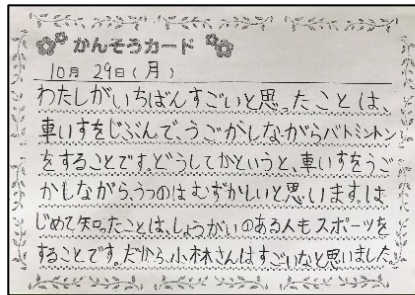 かんそうカード
10月 29日(月)
わたしがいちばんすごいと思ったことは、
車いすをじぶんで、うごかしながらバトミントン
をすることです。どうしてかというと、車いすをうご
かしながら、うつのはむずかしいと思います。は
じめて知ったことは、しょうがいのある人もスポーツを
することです。だから、小林さんはすごいなと思いました。